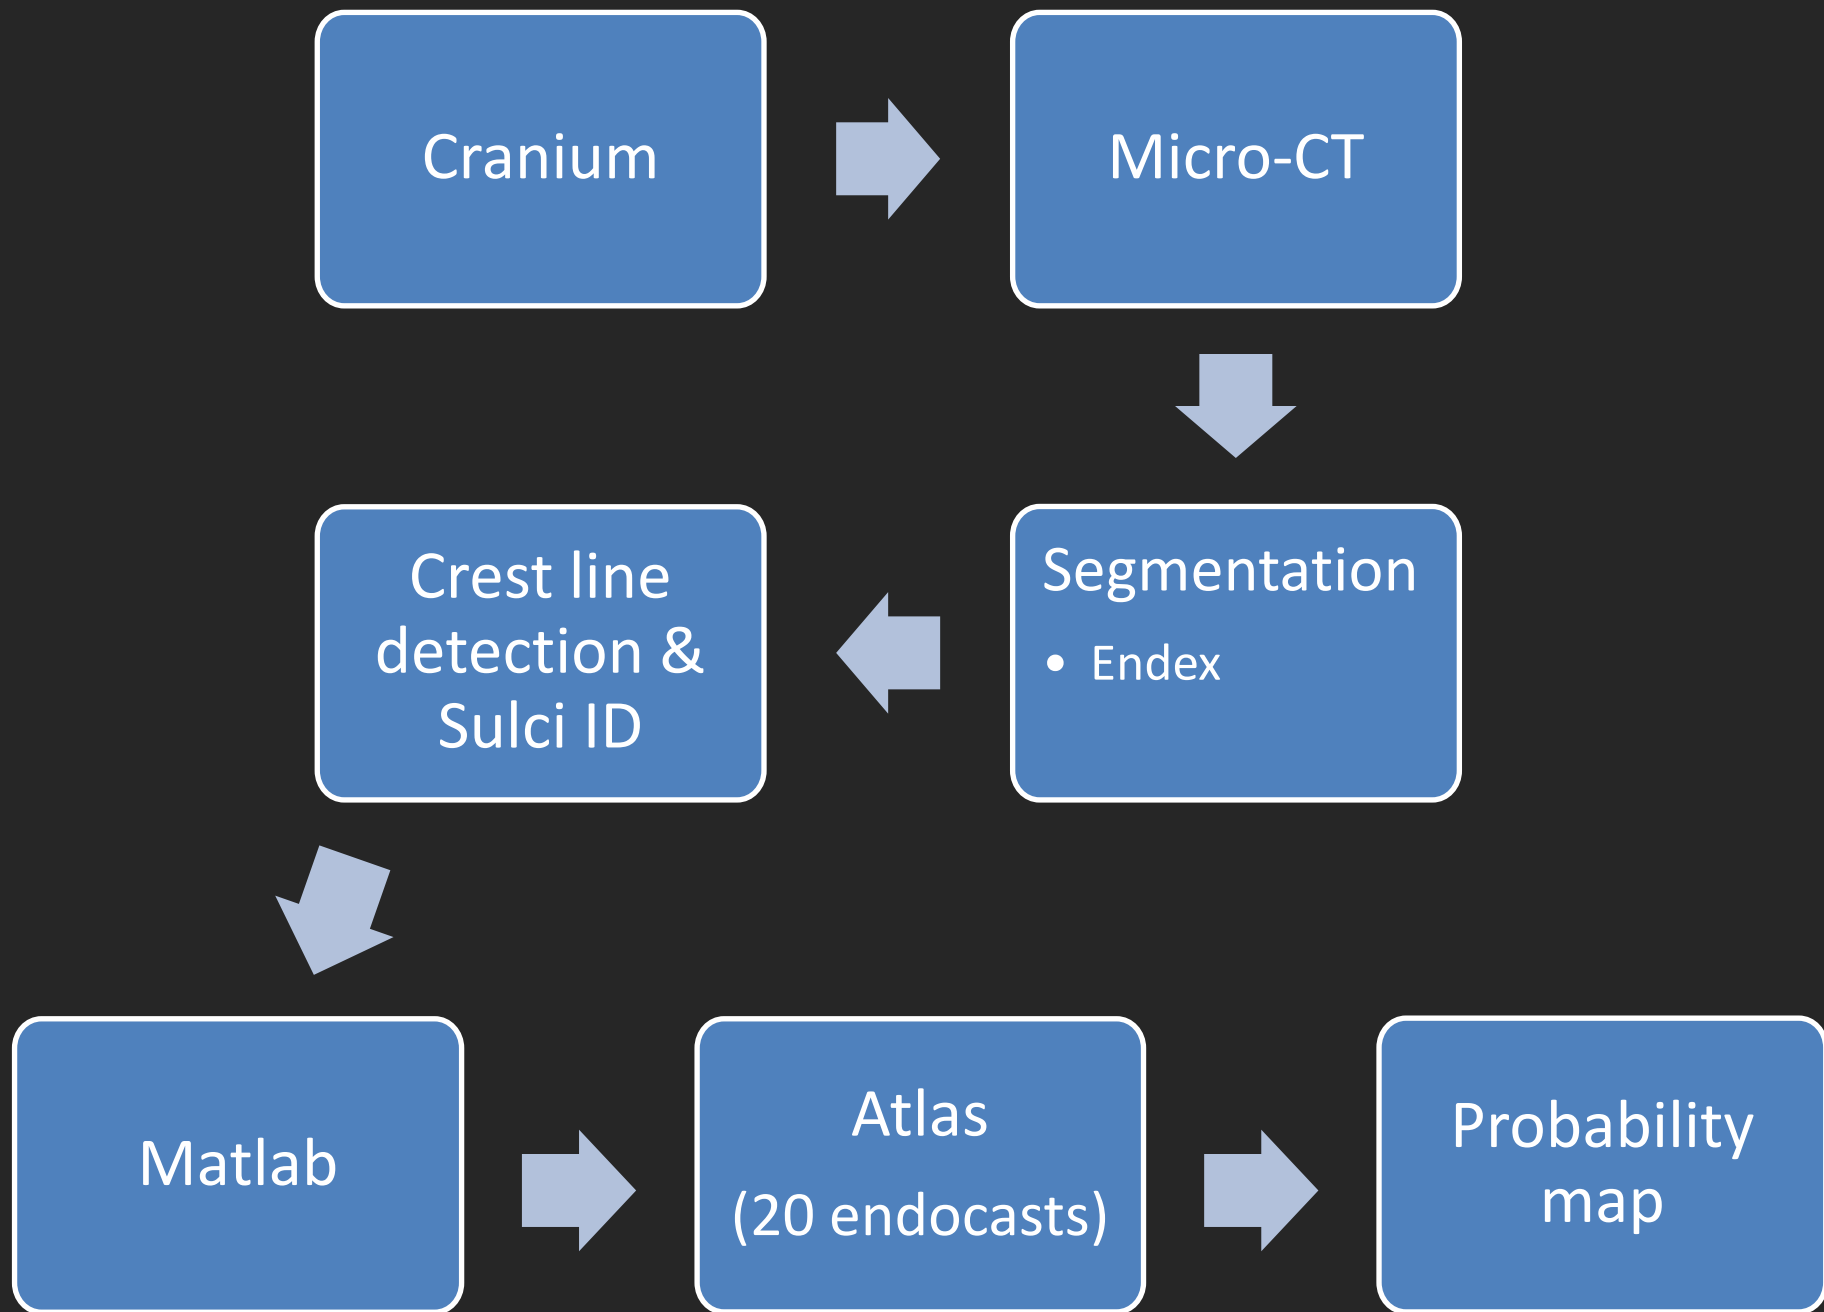 Cranium
Micro-CT
Segmentation
• Endex
Crest line
detection &
Sulci ID
Matlab
Atlas
(20 endocasts)
Probability
map